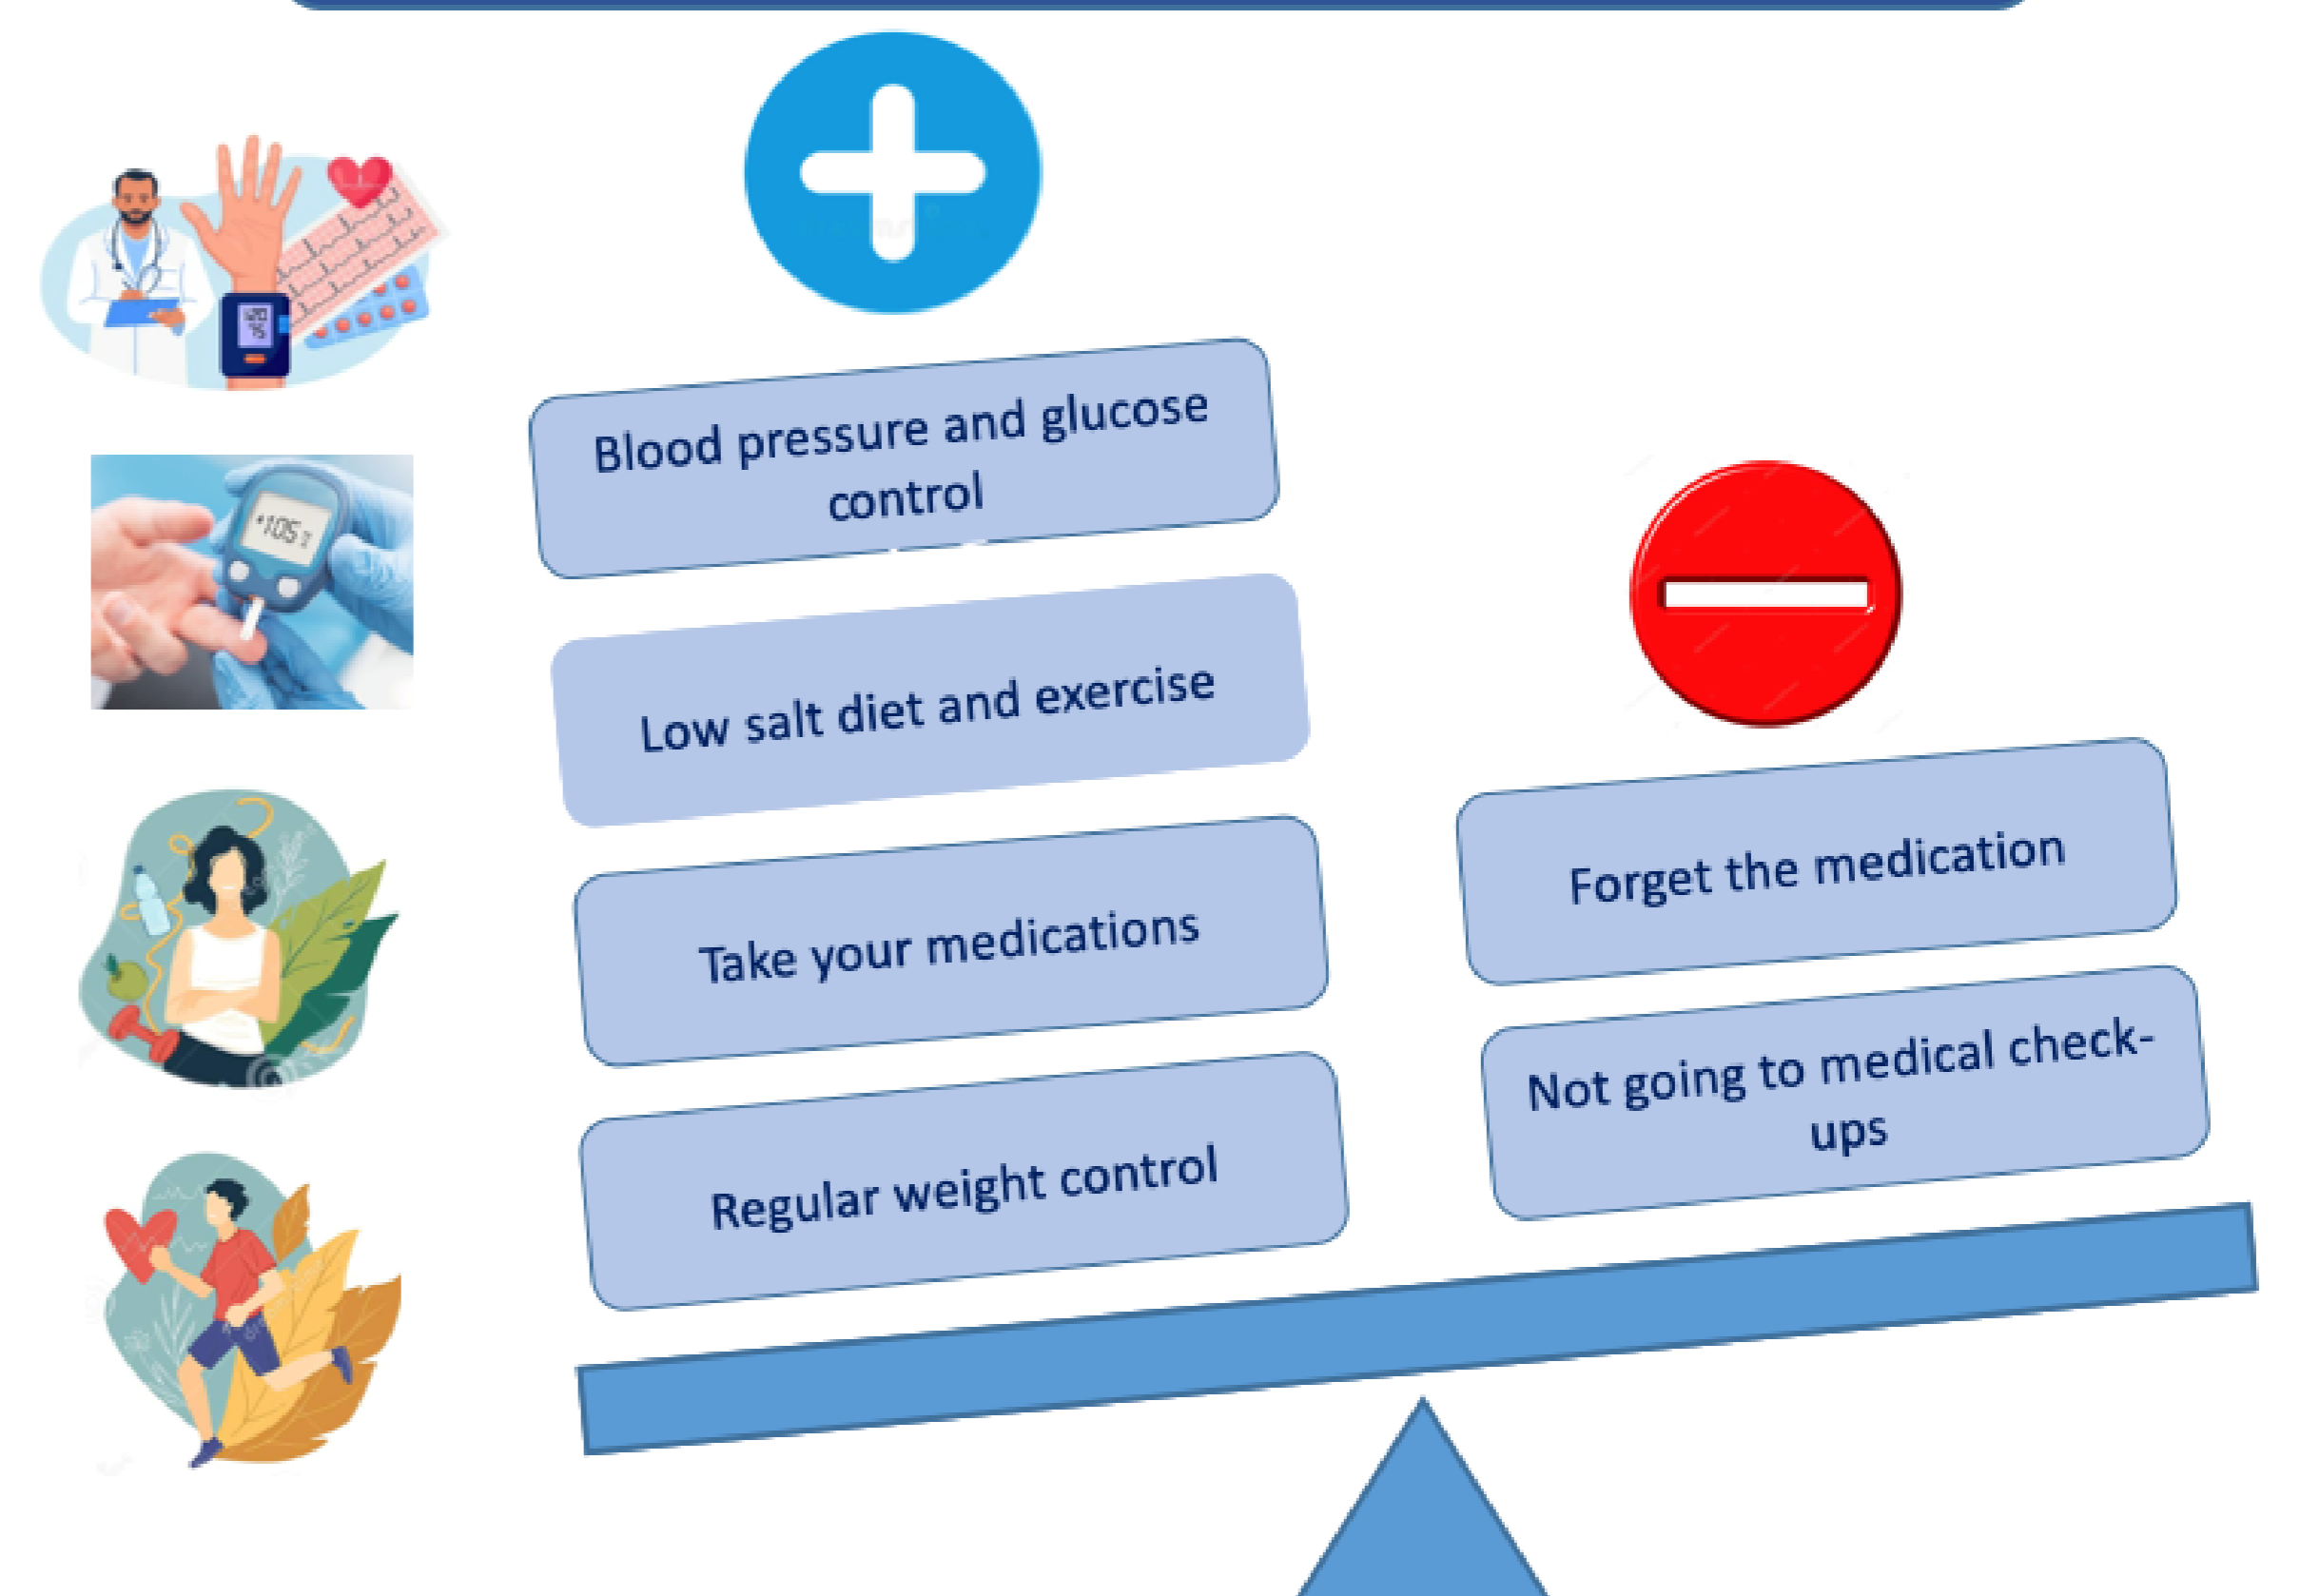 Blood pressure and glucose
control
Low salt diet and exercise
Take your medications
Regular weight control
Forget the medication
Not going to medical check-
ups